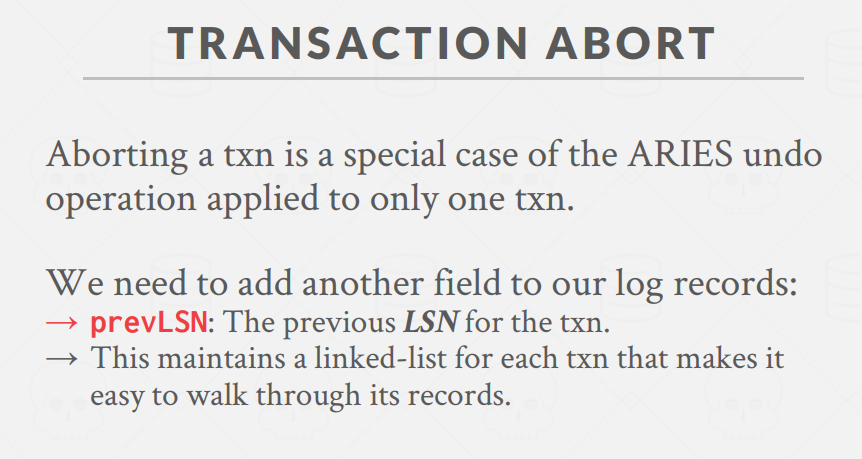 TRANSACTION ABORT
Aborting a txn is a special case of the ARIES undo
operation applied to only one txn.
We need to add another field to our log records:
→ prevLSN: The previous LSN for the txn.
→ This maintains a linked-list for each txn that makes it
easy to walk through its records.